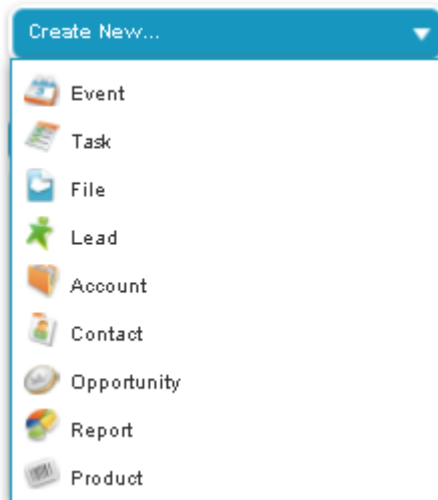 Create New...
Event
Task
File
Lead
Account
Contact
Opportunity
Report
Product